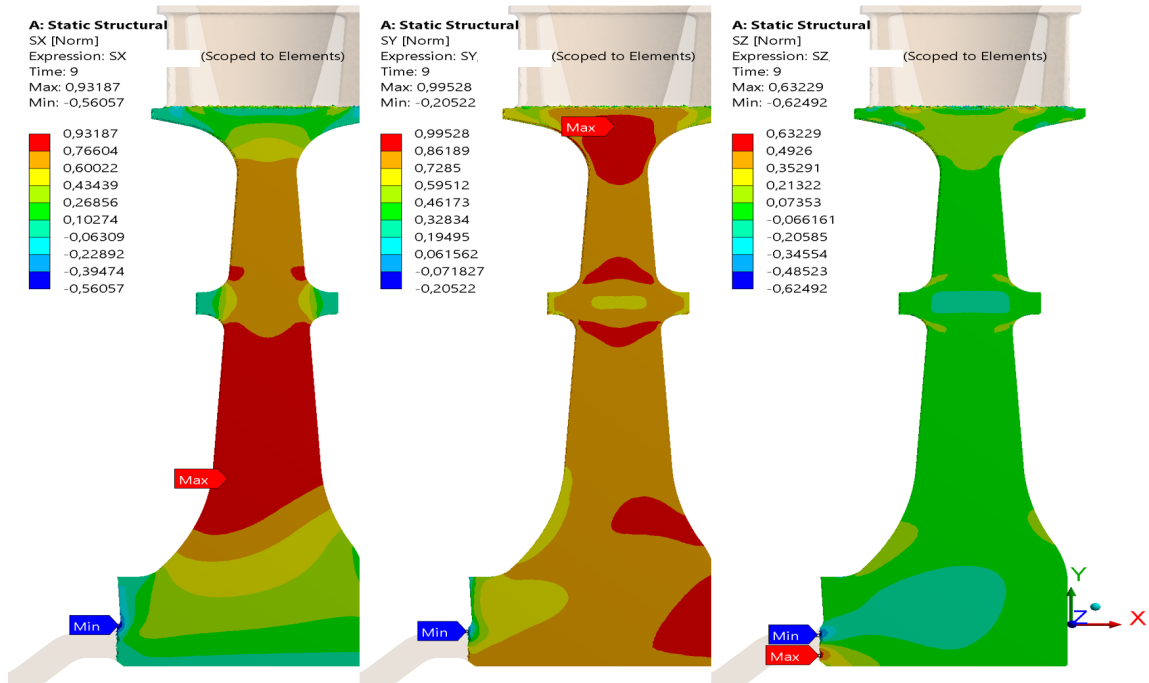 A: Static Structural
SX [Norm]
Expression: SX (Scoped to Elements)
Time: 9
Max: 0,93187
Min: -0,56057
0,93187
0,76604
0,60022
0,43439
0,26856
0,10274
-0,06309
-0,22892
-0,39474
-0,56057
Max
Min
A: Static Structural
SY [Norm]
Expression: SY (Scoped to Elements)
Time: 9
Max: 0,99528
Min: -0,20522
0,99528
0,86189
0,7285
0,59512
0,46173
0,32834
0,19495
0,061562
-0,071827
-0,20522
Max
Min
A: Static Structural
SZ [Norm]
Expression: SZ (Scoped to Elements)
Time: 9
Max: 0,63229
Min: -0,62492
0,63229
0,4926
0,35291
0,21322
0,07353
-0,066161
-0,20585
-0,34554
-0,48523
-0,62492
Min
Max
Y
Z
X